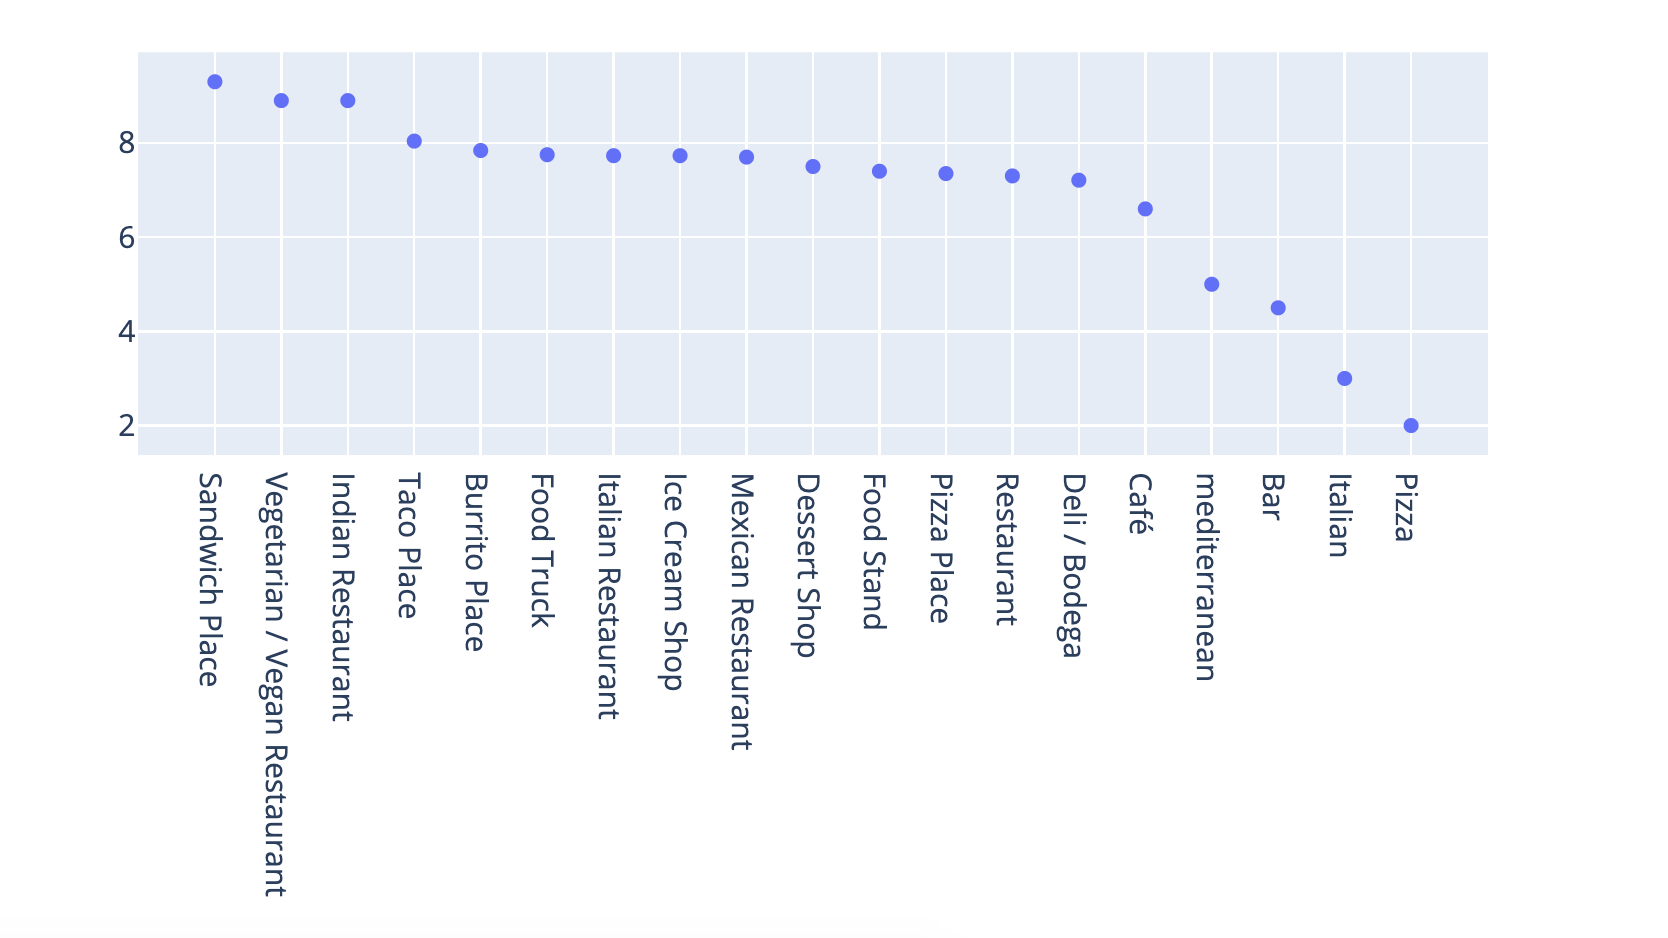 8
6
4
2
Sandwich Place
Vegetarian / Vegan Restaurant
Indian Restaurant
Taco Place
Burrito Place
Food Truck
Italian Restaurant
Ice Cream Shop
Mexican Restaurant
Dessert Shop
Food Stand
Pizza Place
Restaurant
Deli / Bodega
Café
mediterranean
Bar
Italian
Pizza